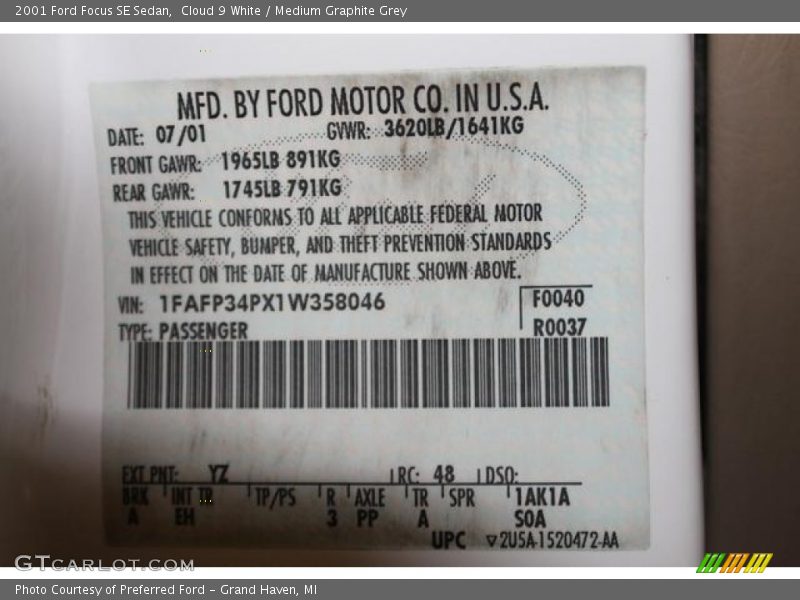 2001 Ford Focus SE Sedan, Cloud 9 White / Medium Graphite Grey
MFD. BY FORD MOTOR CO. IN U.S.A.
DATE: 07/01 GVWR: 3620LB/1641KG
FRONT GAWR: 1965LB 891KG
REAR GAWR: 1745LB 791KG
THIS VEHICLE CONFORMS TO ALL APPLICABLE FEDERAL MOTOR
VEHICLE SAFETY, BUMPER, AND THEFT PREVENTION STANDARDS
IN EFFECT ON THE DATE OF MANUFACTURE SHOWN ABOVE.
VIN: 1FAFP34PX1W358046 F0040
TYPE: PASSENGER R0037
EXT PNT: YZ RC: 48 DSO:
BRK INT TR TP/PS R AXLE TR SPR 1AK1A
A EH 3 PP A S0A
UPC ▽2U5A-1520472-AA
GTCARLOT.COM
Photo Courtesy of Preferred Ford – Grand Haven, MI